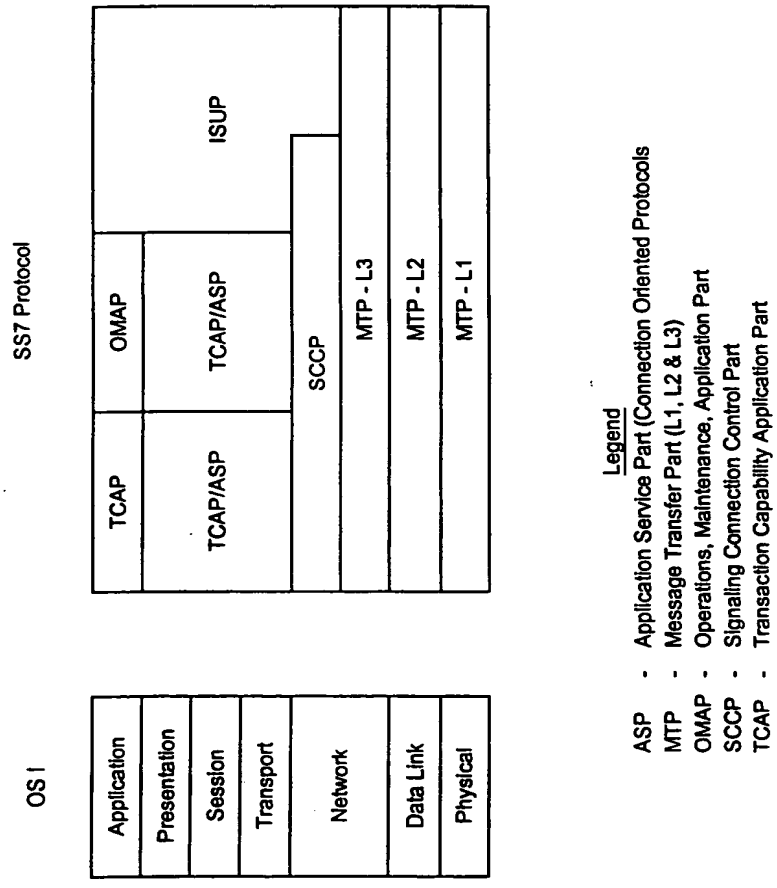 OS I
Application
Presentation
Session
Transport
Network
Data Link
Physical
SS7 Protocol
TCAP
OMAP
ISUP
TCAP/ASP
TCAP/ASP
SCCP
MTP - L3
MTP - L2
MTP - L1
Legend
ASP - Application Service Part (Connection Oriented Protocols
MTP - Message Transfer Part (L1, L2 & L3)
OMAP - Operations, Maintenance, Application Part
SCCP - Signaling Connection Control Part
TCAP - Transaction Capability Application Part